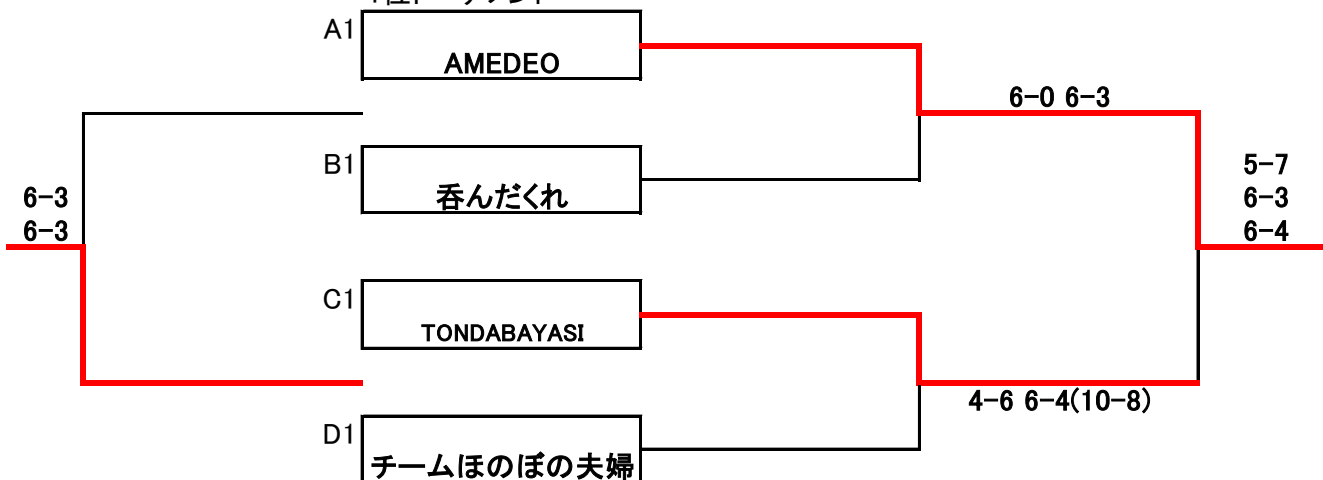 A1
AMEDEO
6-0 6-3
B1
呑んだくれ
5-7
6-3
6-4
6-3
6-3
C1
TONDABAYASI
4-6 6-4(10-8)
D1
チームほのぼの夫婦